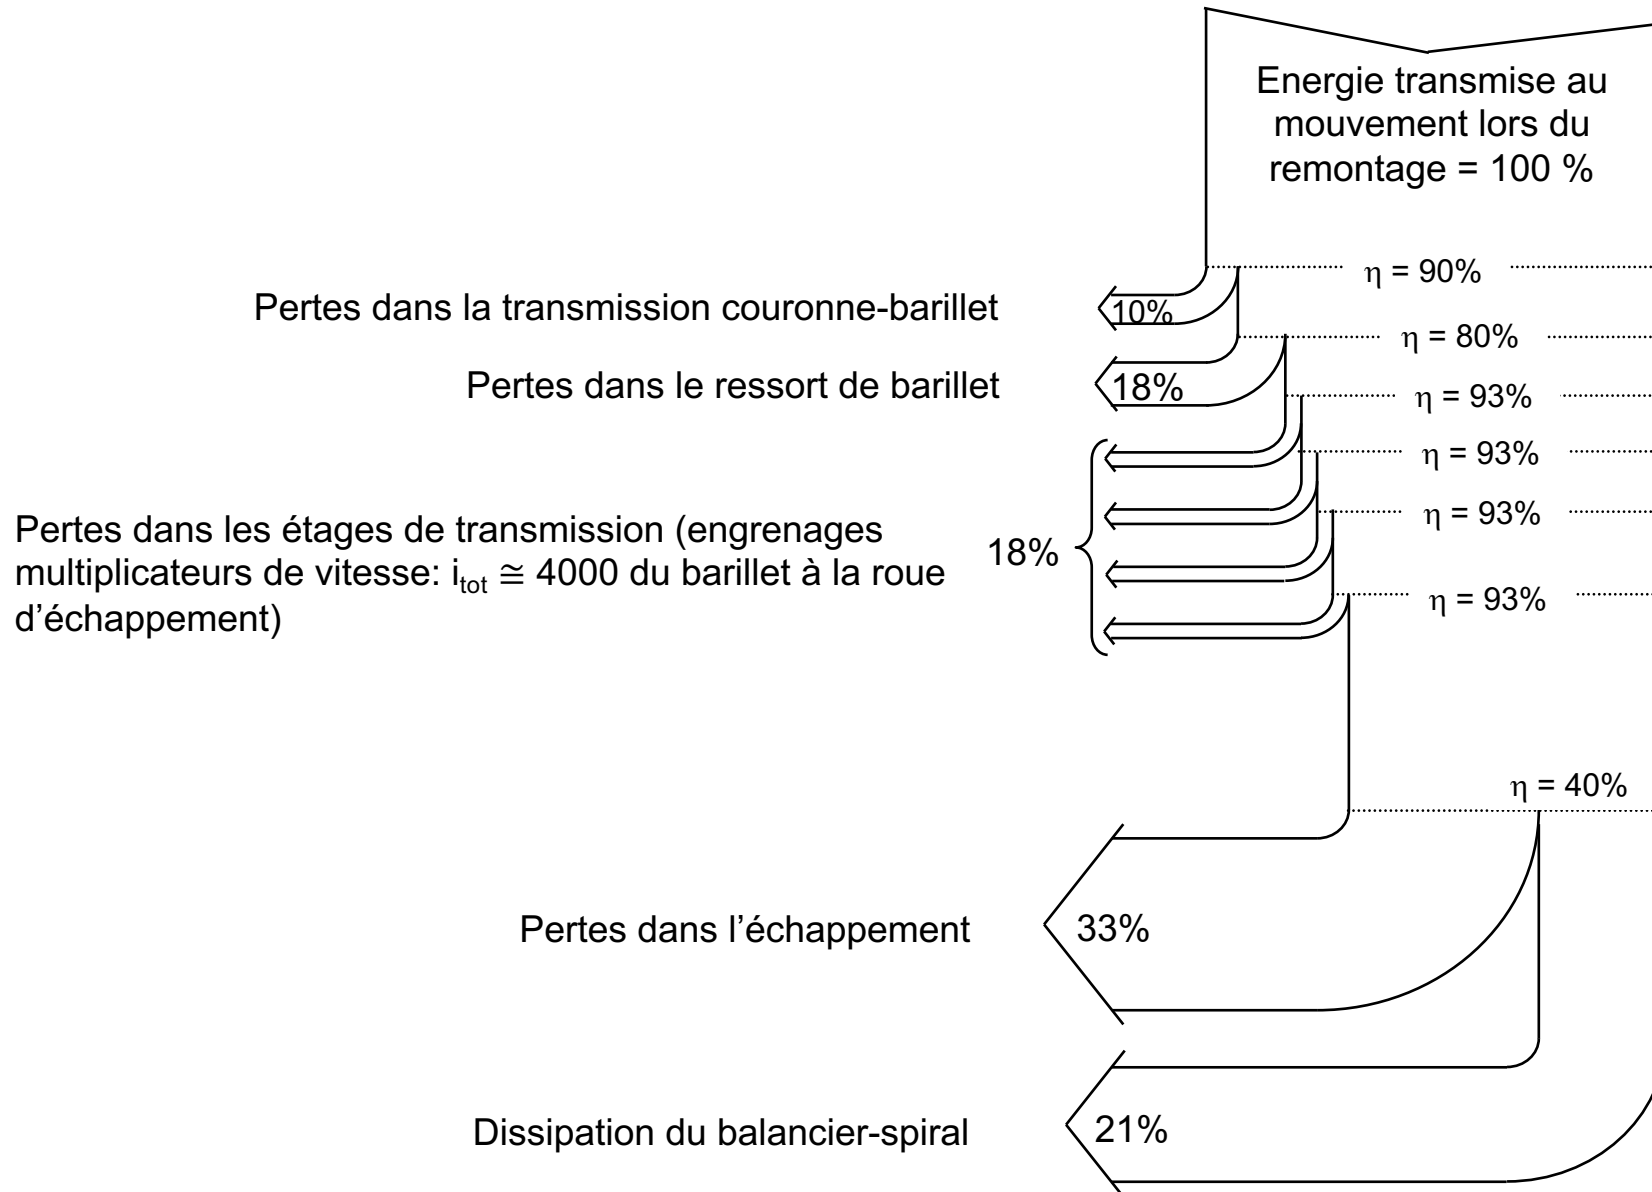 Energie transmise au
mouvement lors du
remontage = 100 %
η = 90%
Pertes dans la transmission couronne-barillet
10%
η = 80%
Pertes dans le ressort de barillet
18%
η = 93%
η = 93%
η = 93%
η = 93%
Pertes dans les étages de transmission (engrenages
multiplicateurs de vitesse: itot ≅ 4000 du barillet à la roue
d’échappement)
18%
η = 40%
Pertes dans l’échappement
33%
Dissipation du balancier-spiral
21%